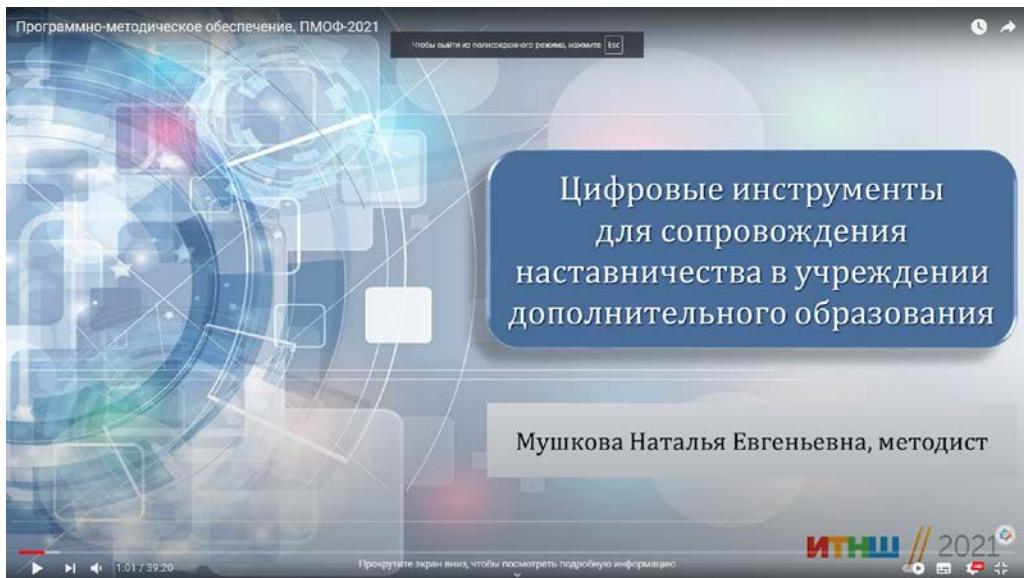 Программно-методическое обеспечение. ПМОФ-2021
Чтобы выйти из полноэкранного режима, нажмите Esc
Цифровые инструменты
для сопровождения
наставничества в учреждении
дополнительного образования
Мушкова Наталья Евгеньевна, методист
ИТНШ // 2021
1:01 / 39:20
Прокрутите экран вниз, чтобы посмотреть подробную информацию